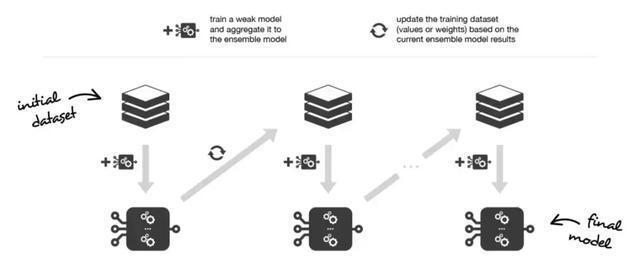 train a weak model
and aggregate it to
the ensemble model
update the training dataset
(values or weights) based on the
current ensemble model results
initial
dataset
+
+
+
...
...
...
...
final
model